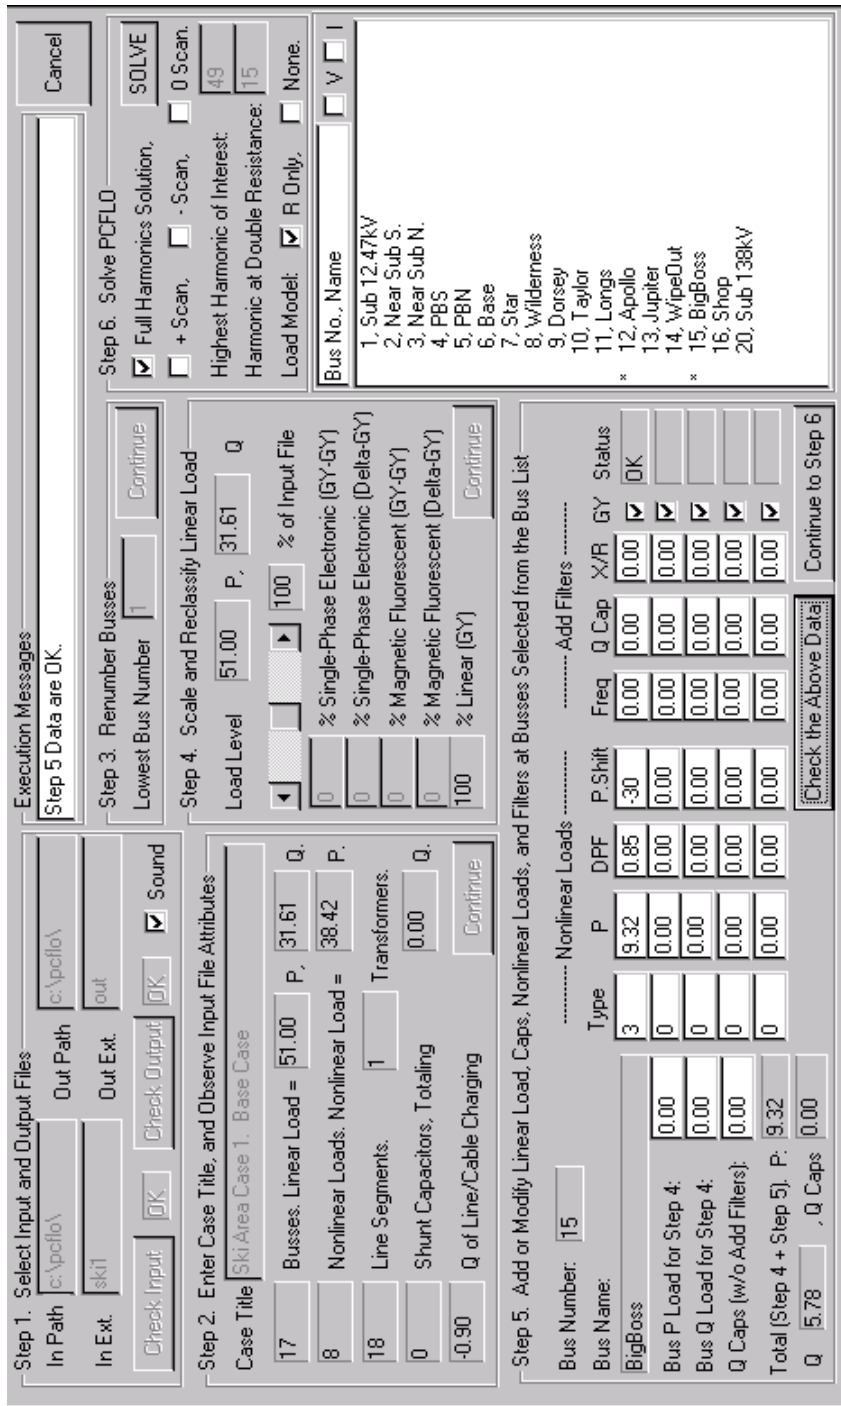 Step 1. Select Input and Output Files
In Path c:\pcflo\ Out Path c:\pcflo\
In Ext. ski1 Out Ext. out
Check Input OK Check Output OK Sound
Execution Messages
Step 5 Data are OK.
Cancel
Step 2. Enter Case Title, and Observe Input File Attributes
Case Title Ski Area Case 1. Base Case
17 Busses. Linear Load = 51.00 P, 31.61 Q.
8 Nonlinear Loads. Nonlinear Load = 38.42 P.
18 Line Segments. 1 Transformers.
0 Shunt Capacitors, Totaling 0.00 Q.
-0.90 Q of Line/Cable Charging Continue
Step 3. Renumber Busses
Lowest Bus Number 1 Continue
Step 4. Scale and Reclassify Linear Load
Load Level 51.00 P, 31.61 Q
100 % of Input File
0 % Single-Phase Electronic (GY-GY)
0 % Single-Phase Electronic (Delta-GY)
0 % Magnetic Fluorescent (GY-GY)
0 % Magnetic Fluorescent (Delta-GY)
100 % Linear (GY) Continue
Step 6. Solve PCFLO
Full Harmonics Solution, SOLVE
+ Scan, - Scan, 0 Scan.
Highest Harmonic of Interest: 49
Harmonic at Double Resistance: 15
Load Model: R Only, None.
Bus No., Name V I
1, Sub 12.47kV
2, Near Sub S.
3, Near Sub N.
4, PBS
5, PBN
6, Base
7, Star
8, Wilderness
9, Dorsey
10, Taylor
11, Longs
* 12, Apollo
13, Jupiter
14, WipeOut
* 15, BigBoss
16, Shop
20, Sub 138kV
Step 5. Add or Modify Linear Load, Caps, Nonlinear Loads, and Filters at Busses Selected from the Bus List
Bus Number: 15 --------- Nonlinear Loads --------- --------- Add Filters ---------
Bus Name: Type P DPF P.Shift Freq Q Cap X/R GY Status
BigBoss 3 9.32 0.85 -30 0.00 0.00 0.00 OK
Bus P Load for Step 4: 0.00 0 0.00 0.00 0.00 0.00 0.00 0.00
Bus Q Load for Step 4: 0.00 0 0.00 0.00 0.00 0.00 0.00 0.00
Q Caps (w/o Add Filters): 0.00 0 0.00 0.00 0.00 0.00 0.00 0.00
Total (Step 4 + Step 5). P: 9.32 0 0.00 0.00 0.00 0.00 0.00 0.00
Q 5.78 , Q Caps 0.00 Check the Above Data Continue to Step 6